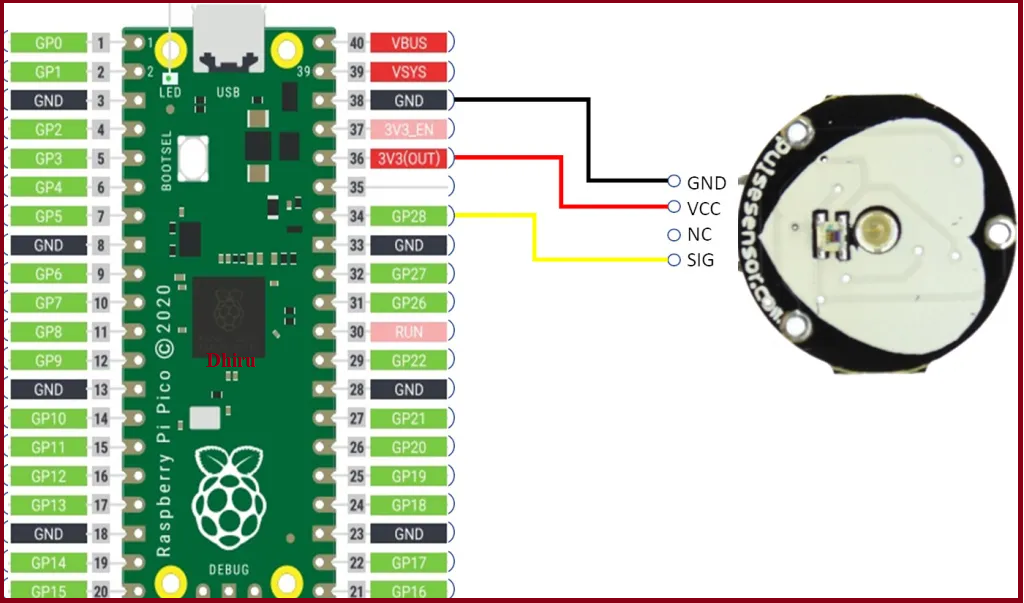 GP0 1 1 40 VBUS
GP1 2 2 39 39 VSYS
LED USB
GND 3 38 GND
GP2 4 37 3V3_EN
BOOTSEL
GP3 5 36 3V3(OUT)
GP4 6 35
GP5 7 34 GP28
GND 8 33 GND
GP6 9 32 GP27
GP7 10 31 GP26
GP8 11 30 RUN
GP9 12 29 GP22
Dhiru
GND 13 28 GND
GP10 14 27 GP21
GP11 15 26 GP20
GP12 16 25 GP19
GP13 17 24 GP18
GND 18 23 GND
GP14 19 22 GP17
GP15 20 21 GP16
Raspberry Pi Pico © 2020
DEBUG
GND
VCC
NC
SIG
pulsesensor.com